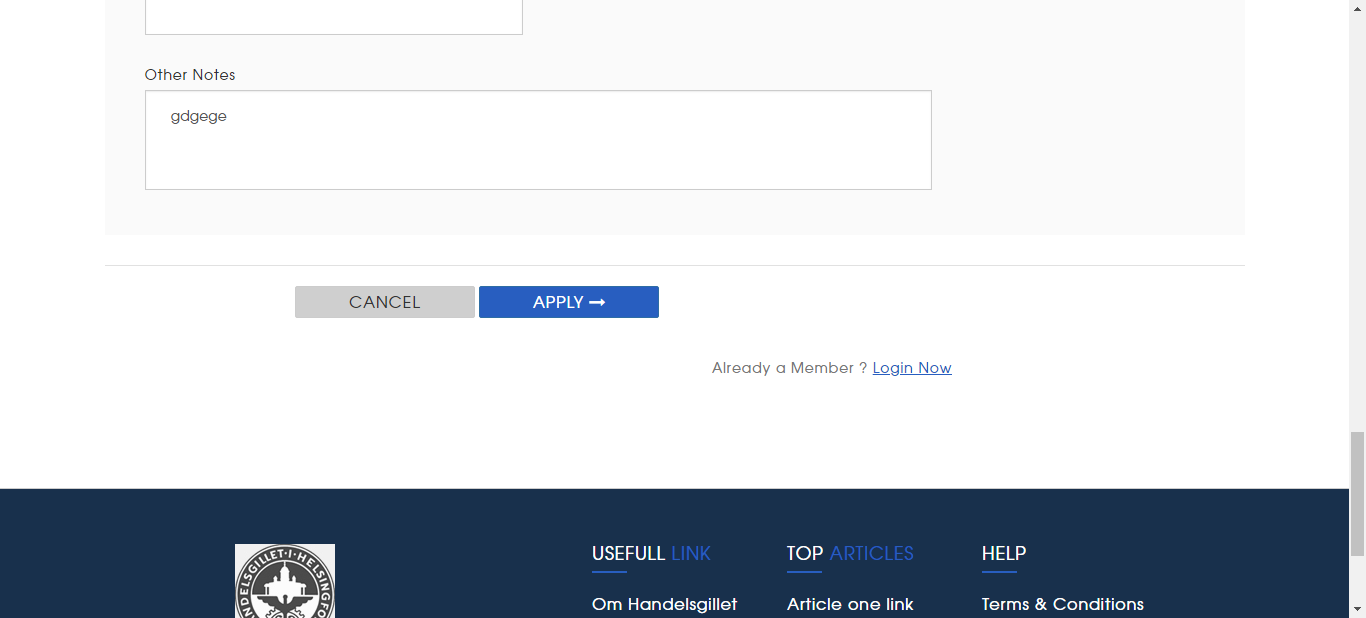 Other Notes
gdgege
CANCEL APPLY ➞
Already a Member ? Login Now
USEFULL LINK TOP ARTICLES HELP
NDELSGILLET·I·HELSINGFO
Om Handelsgillet Article one link Terms & Conditions